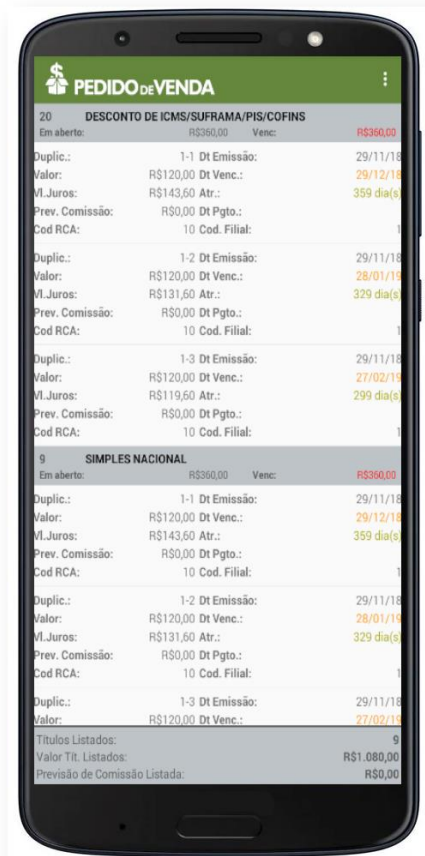 PEDIDO DE VENDA
20 DESCONTO DE ICMS/SUFRAMA/PIS/COFINS
Em aberto: R$360,00 Venc: R$360,00
Duplic.: 1-1 Dt Emissão: 29/11/18
Valor: R$120,00 Dt Venc.: 29/12/18
Vl.Juros: R$143,60 Atr.: 359 dia(s)
Prev. Comissão: R$0,00 Dt Pgto.:
Cod RCA: 10 Cod. Filial: 1
Duplic.: 1-2 Dt Emissão: 29/11/18
Valor: R$120,00 Dt Venc.: 28/01/19
Vl.Juros: R$131,60 Atr.: 329 dia(s)
Prev. Comissão: R$0,00 Dt Pgto.:
Cod RCA: 10 Cod. Filial: 1
Duplic.: 1-3 Dt Emissão: 29/11/18
Valor: R$120,00 Dt Venc.: 27/02/19
Vl.Juros: R$119,60 Atr.: 299 dia(s)
Prev. Comissão: R$0,00 Dt Pgto.:
Cod RCA: 10 Cod. Filial: 1
9 SIMPLES NACIONAL
Em aberto: R$360,00 Venc: R$360,00
Duplic.: 1-1 Dt Emissão: 29/11/18
Valor: R$120,00 Dt Venc.: 29/12/18
Vl.Juros: R$143,60 Atr.: 359 dia(s)
Prev. Comissão: R$0,00 Dt Pgto.:
Cod RCA: 10 Cod. Filial: 1
Duplic.: 1-2 Dt Emissão: 29/11/18
Valor: R$120,00 Dt Venc.: 28/01/19
Vl.Juros: R$131,60 Atr.: 329 dia(s)
Prev. Comissão: R$0,00 Dt Pgto.:
Cod RCA: 10 Cod. Filial: 1
Duplic.: 1-3 Dt Emissão: 29/11/18
Valor: R$120,00 Dt Venc.: 27/02/19
Títulos Listados: 9
Valor Tít. Listados: R$1.080,00
Previsão de Comissão Listada: R$0,00